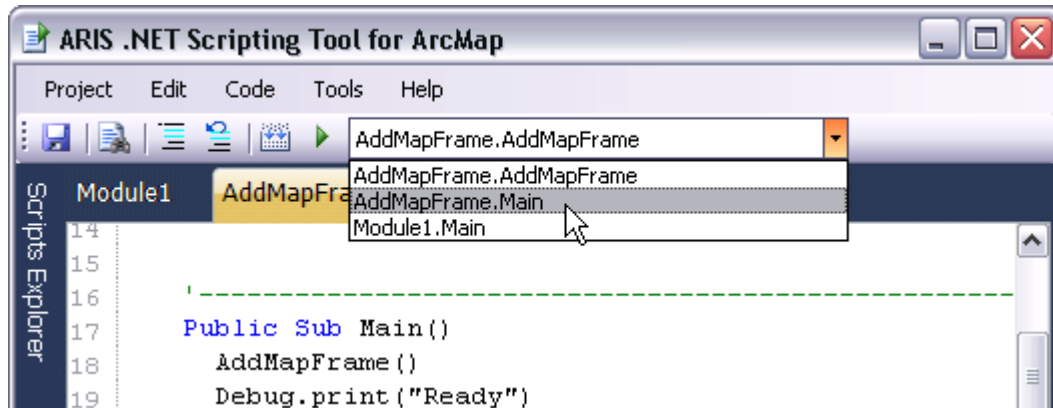 ARIS .NET Scripting Tool for ArcMap
Project Edit Code Tools Help
AddMapFrame.AddMapFrame
AddMapFrame.AddMapFrame
AddMapFrame.Main
Module1.Main
Scripts Explorer
Module1 AddMapFra
14
15
16 '--------------------------------------------------
17 Public Sub Main()
18 AddMapFrame()
19 Debug.print("Ready")